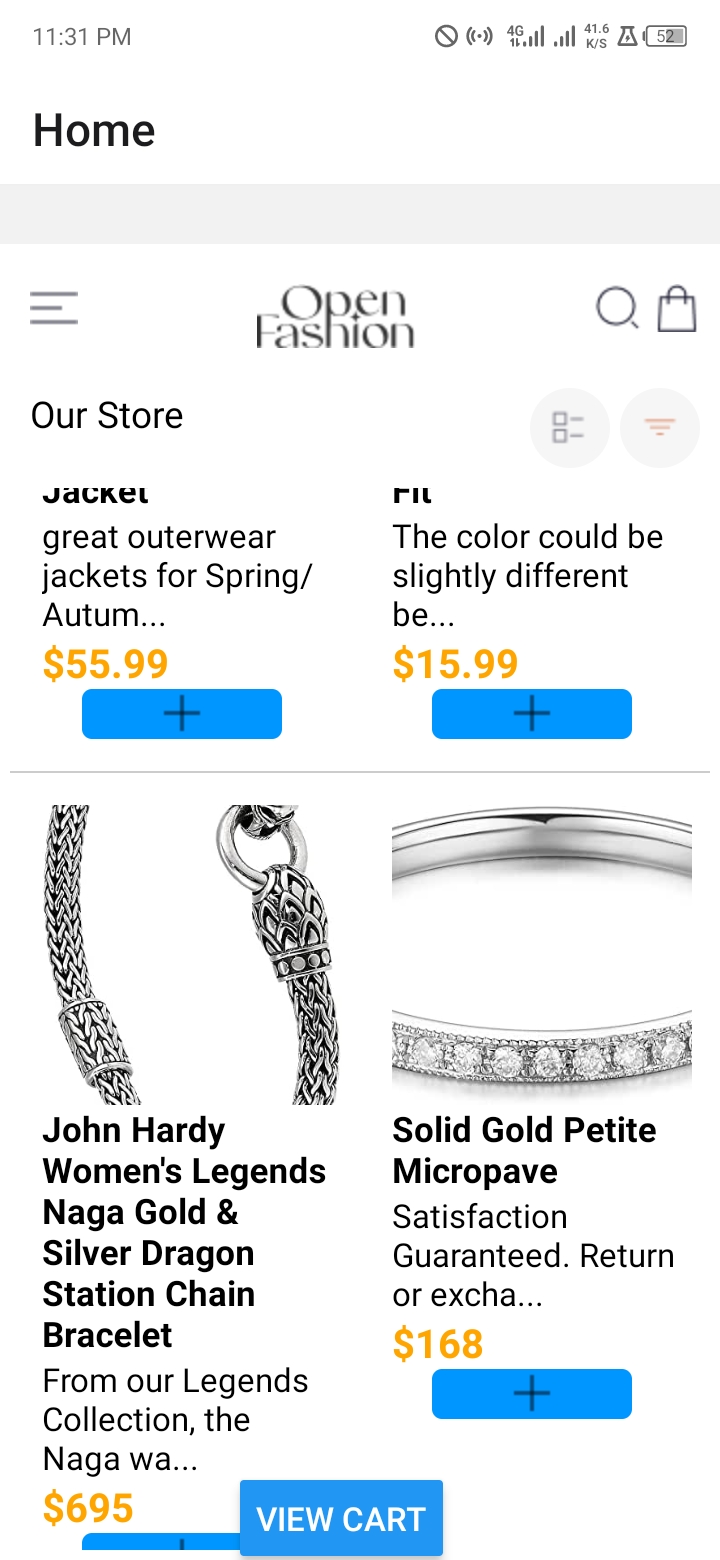 11:31 PM
4G
41.6
K/S
52
Home
Open
Fashion
Our Store
Jacket
great outerwear
jackets for Spring/
Autum...
$55.99
Fit
The color could be
slightly different
be...
$15.99
John Hardy
Women's Legends
Naga Gold &
Silver Dragon
Station Chain
Bracelet
From our Legends
Collection, the
Naga wa...
$695
Solid Gold Petite
Micropave
Satisfaction
Guaranteed. Return
or excha...
$168
VIEW CART